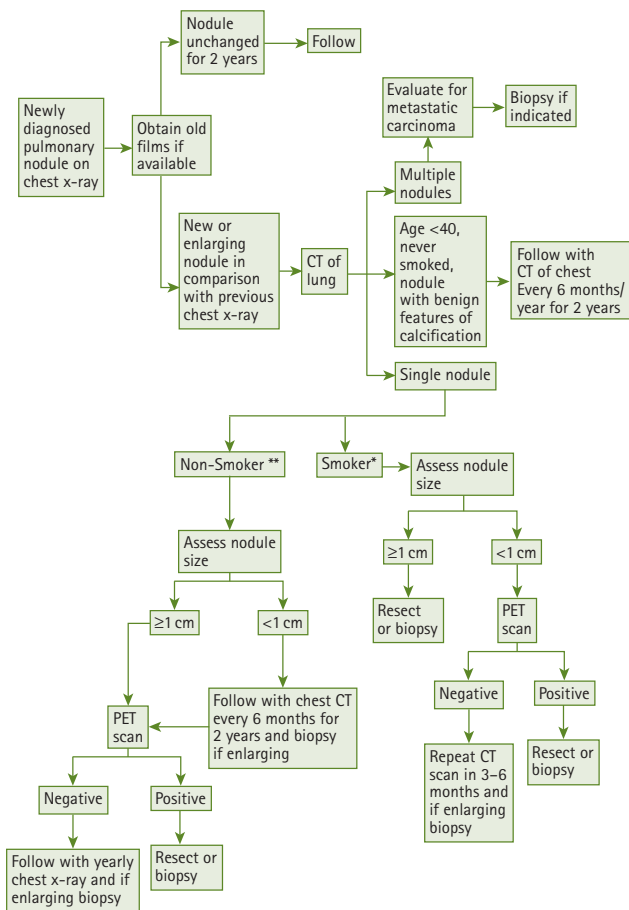 Nodule
unchanged
for 2 years
Follow
Newly
diagnosed
pulmonary
nodule on
chest x-ray
Obtain old
films if
available
New or
enlarging
nodule in
comparison
with previous
chest x-ray
CT of
lung
Evaluate for
metastatic
carcinoma
Biopsy if
indicated
Multiple
nodules
Age <40,
never
smoked,
nodule
with benign
features of
calcification
Follow with
CT of chest
Every 6 months/
year for 2 years
Single nodule
Non-Smoker **
Smoker*
Assess nodule
size
Assess nodule
size
≥1 cm
<1 cm
Resect
or biopsy
PET
scan
Negative
Positive
Repeat CT
scan in 3–6
months and
if enlarging
biopsy
Resect or
biopsy
≥1 cm
<1 cm
PET
scan
Follow with chest CT
every 6 months for
2 years and biopsy
if enlarging
Negative
Positive
Follow with yearly
chest x-ray and if
enlarging biopsy
Resect or
biopsy